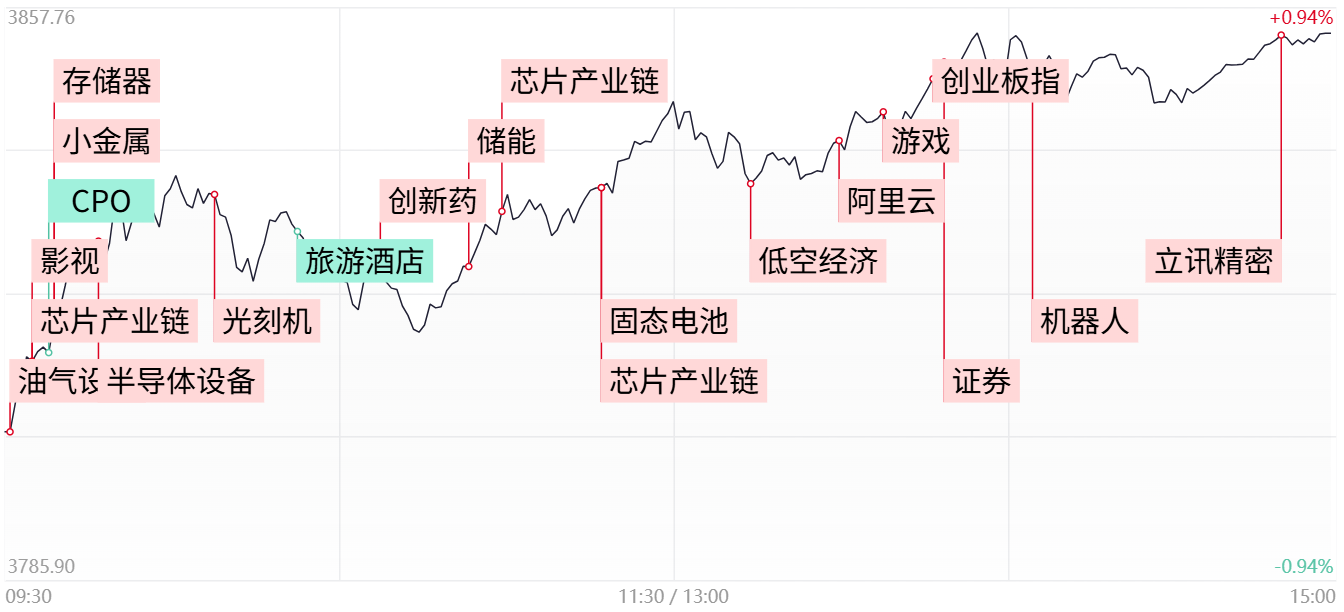 3857.76
+0.94%
存储器
芯片产业链
创业板指
小金属
储能
游戏
CPO
创新药
阿里云
影视
旅游酒店
低空经济
立讯精密
芯片产业链
光刻机
固态电池
机器人
油气设
半导体设备
芯片产业链
证券
3785.90
-0.94%
09:30
11:30 / 13:00
15:00